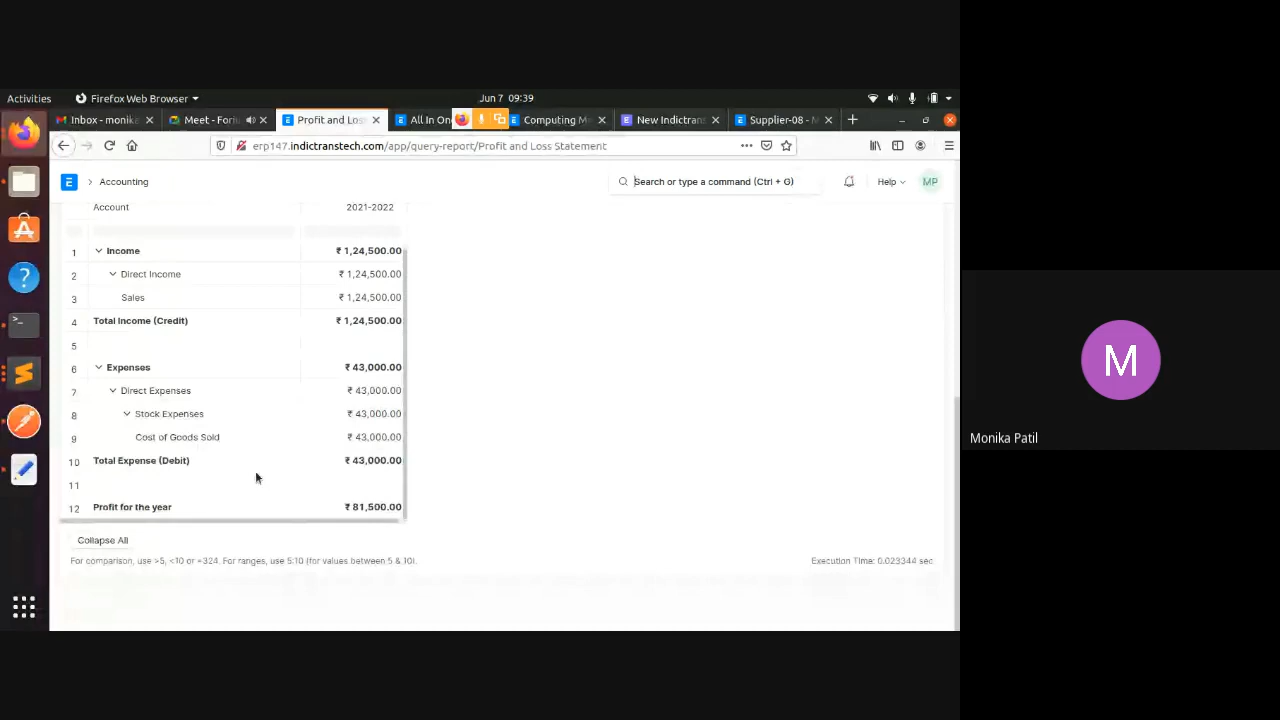 Activities Firefox Web Browser Jun 7 09:39
Inbox - monika Meet - Fori Profit and Los All In On Computing M New Indictrans Supplier-08 - M
erp147.indictranstech.com/app/query-report/Profit and Loss Statement
E Accounting Search or type a command (Ctrl + G) Help MP
Account 2021-2022
1 Income ₹ 1,24,500.00
2 Direct Income ₹ 1,24,500.00
3 Sales ₹ 1,24,500.00
4 Total Income (Credit) ₹ 1,24,500.00
5
6 Expenses ₹ 43,000.00
7 Direct Expenses ₹ 43,000.00
8 Stock Expenses ₹ 43,000.00
9 Cost of Goods Sold ₹ 43,000.00
10 Total Expense (Debit) ₹ 43,000.00
11
12 Profit for the year ₹ 81,500.00
Collapse All
For comparison, use >5, <10 or =324. For ranges, use 5:10 (for values between 5 & 10).
Execution Time: 0.023344 sec
M
Monika Patil